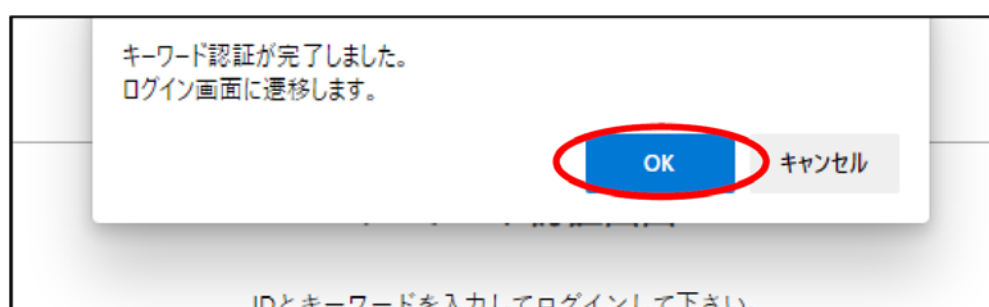 キーワード認証が完了しました。
ログイン画面に遷移します。
OK
キャンセル
IDとキーワードを入力してログインして下さい